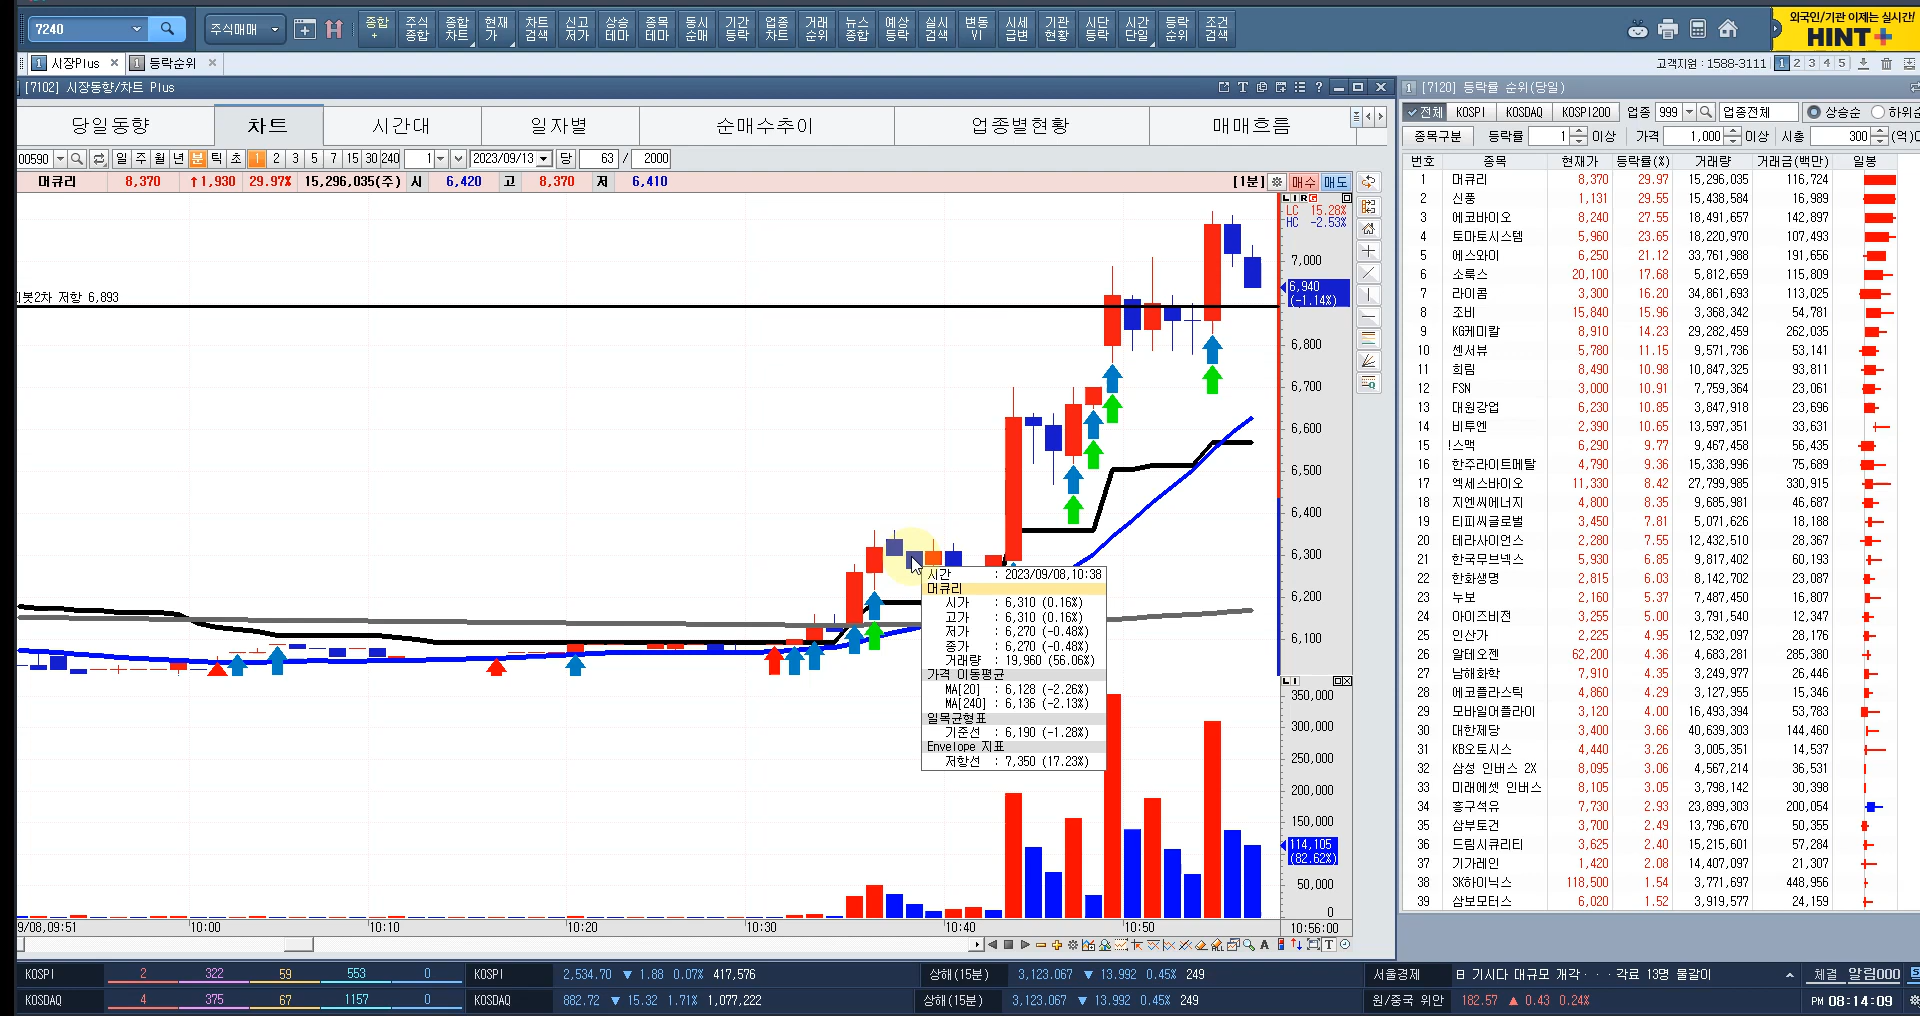 7240 주식매매 종합+ 주식종합 종합차트 현재가 차트검색 신고저가 상승테마 종목테마 동시순매 기간등락 업종차트 거래순위 뉴스종합 예상등락 실시검색 변동VI 시세급변 기관현황 시단등락 시간단일 등락순위 조건검색
외국인/기관 이제는 실시간!
HINT+
1 시장Plus × 1 등락순위 ×
고객지원 : 1588-3111 1 2 3 4 5
[7102] 시장동향/차트 Plus
당일동향 차트 시간대 일자별 순매수추이 업종별현황 매매흐름
00590 일 주 월 년 분 틱 초 1 2 3 5 7 15 30 240 1 2023/09/13 당 63 / 2000
머큐리 8,370 ↑1,930 29.97% 15,296,035(주) 시 6,420 고 8,370 저 6,410 [1분] 매수 매도
LC 15.28%
HC -2.53%
7,000
6,940
(-1.14%)
피봇2차 저항 6,893
6,800
6,700
6,600
6,500
6,400
6,300
6,200
6,100
시간 : 2023/09/08,10:38
머큐리
시가 : 6,310 (0.16%)
고가 : 6,310 (0.16%)
저가 : 6,270 (-0.48%)
종가 : 6,270 (-0.48%)
거래량 : 19,960 (56.06%)
가격 이동평균
MA[20] : 6,128 (-2.26%)
MA[240] : 6,136 (-2.13%)
일목균형표
기준선 : 6,190 (-1.28%)
Envelope 지표
저항선 : 7,350 (17.23%)
350,000
300,000
250,000
200,000
150,000
114,105
(82.62%)
50,000
0
9/08,09:51 10:00 10:10 10:20 10:30 10:40 10:50 10:56:00
1 [7120] 등락률 순위(당일)
전체 KOSPI KOSDAQ KOSPI200 업종 999 업종전체 상승순 하위순
종목구분 등락률 1 이상 가격 1,000 이상 시총 300 (억)
번호 종목 현재가 등락률(%) 거래량 거래금(백만) 일봉
1 머큐리 8,370 29.97 15,296,035 116,724
2 신풍 1,131 29.55 15,438,584 16,989
3 에코바이오 8,240 27.55 18,491,657 142,897
4 토마토시스템 5,960 23.65 18,220,970 107,493
5 에스와이 6,250 21.12 33,761,988 191,656
6 소룩스 20,100 17.68 5,812,659 115,809
7 라이콤 3,300 16.20 34,861,693 113,025
8 조비 15,840 15.96 3,368,342 54,781
9 KG케미칼 8,910 14.23 29,282,459 262,035
10 센서뷰 5,780 11.15 9,571,736 53,141
11 희림 8,490 10.98 10,847,325 93,811
12 FSN 3,000 10.91 7,759,364 23,061
13 대원강업 6,230 10.85 3,847,918 23,696
14 비투엔 2,390 10.65 13,597,351 33,631
15 !스맥 6,290 9.77 9,467,458 56,435
16 한주라이트메탈 4,790 9.36 15,338,996 75,689
17 엑세스바이오 11,330 8.42 27,799,985 330,915
18 지엔씨에너지 4,800 8.35 9,685,981 46,687
19 티피씨글로벌 3,450 7.81 5,071,626 18,188
20 테라사이언스 2,280 7.55 12,432,510 28,367
21 한국무브넥스 5,930 6.85 9,817,402 60,193
22 한화생명 2,815 6.03 8,142,702 23,087
23 누보 2,160 5.37 7,487,450 16,807
24 아이즈비전 3,255 5.00 3,791,540 12,347
25 인산가 2,225 4.95 12,532,097 28,176
26 알테오젠 62,200 4.36 4,683,281 285,380
27 남해화학 7,910 4.35 3,249,977 26,446
28 에코플라스틱 4,860 4.29 3,127,955 15,346
29 모바일어플라이 3,120 4.00 16,493,394 53,783
30 대한제당 3,400 3.66 40,639,303 144,460
31 KB오토시스 4,440 3.26 3,005,351 14,537
32 삼성 인버스 2X 8,095 3.06 4,567,214 36,531
33 미래에셋 인버스 8,105 3.05 3,798,142 30,398
34 흥구석유 7,730 2.93 23,899,303 200,054
35 삼부토건 3,700 2.49 13,796,670 50,355
36 드림시큐리티 3,625 2.40 15,215,601 57,284
37 기가레인 1,420 2.08 14,407,097 21,307
38 SK하이닉스 118,500 1.54 3,771,697 448,956
39 삼보모터스 6,020 1.52 3,919,577 24,159
KOSPI 2 322 59 553 0 KOSPI 2,534.70 ▼ 1.88 0.07% 417,576 상해(15분) 3,123.067 ▼ 13.992 0.45% 249 서울경제 日 기시다 대규모 개각··· 각료 13명 물갈이 체결 알림000
KOSDAQ 4 375 67 1157 0 KOSDAQ 882.72 ▼ 15.32 1.71% 1,077,222 상해(15분) 3,123.067 ▼ 13.992 0.45% 249 원/중국 위안 182.57 ▲ 0.43 0.24% PM 08:14:09